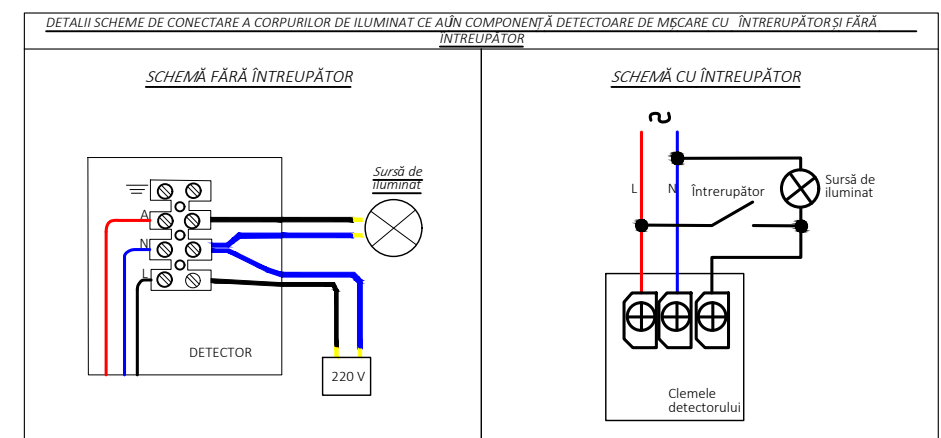 DETALII SCHEME DE CONECTARE A CORPURILOR DE ILUMINAT CE AU ÎN COMPONENȚĂ DETECTOARE DE MIȘCARE CU ÎNTRERUPĂTOR ȘI FĂRĂ
ÎNTREUPĂTOR
SCHEMĂ FĂRĂ ÎNTREUPĂTOR
Sursă de
iluminat
A
N
L
DETECTOR
220 V
SCHEMĂ CU ÎNTREUPĂTOR
L
N
Întrerupător
Sursă de
iluminat
Clemele
detectorului